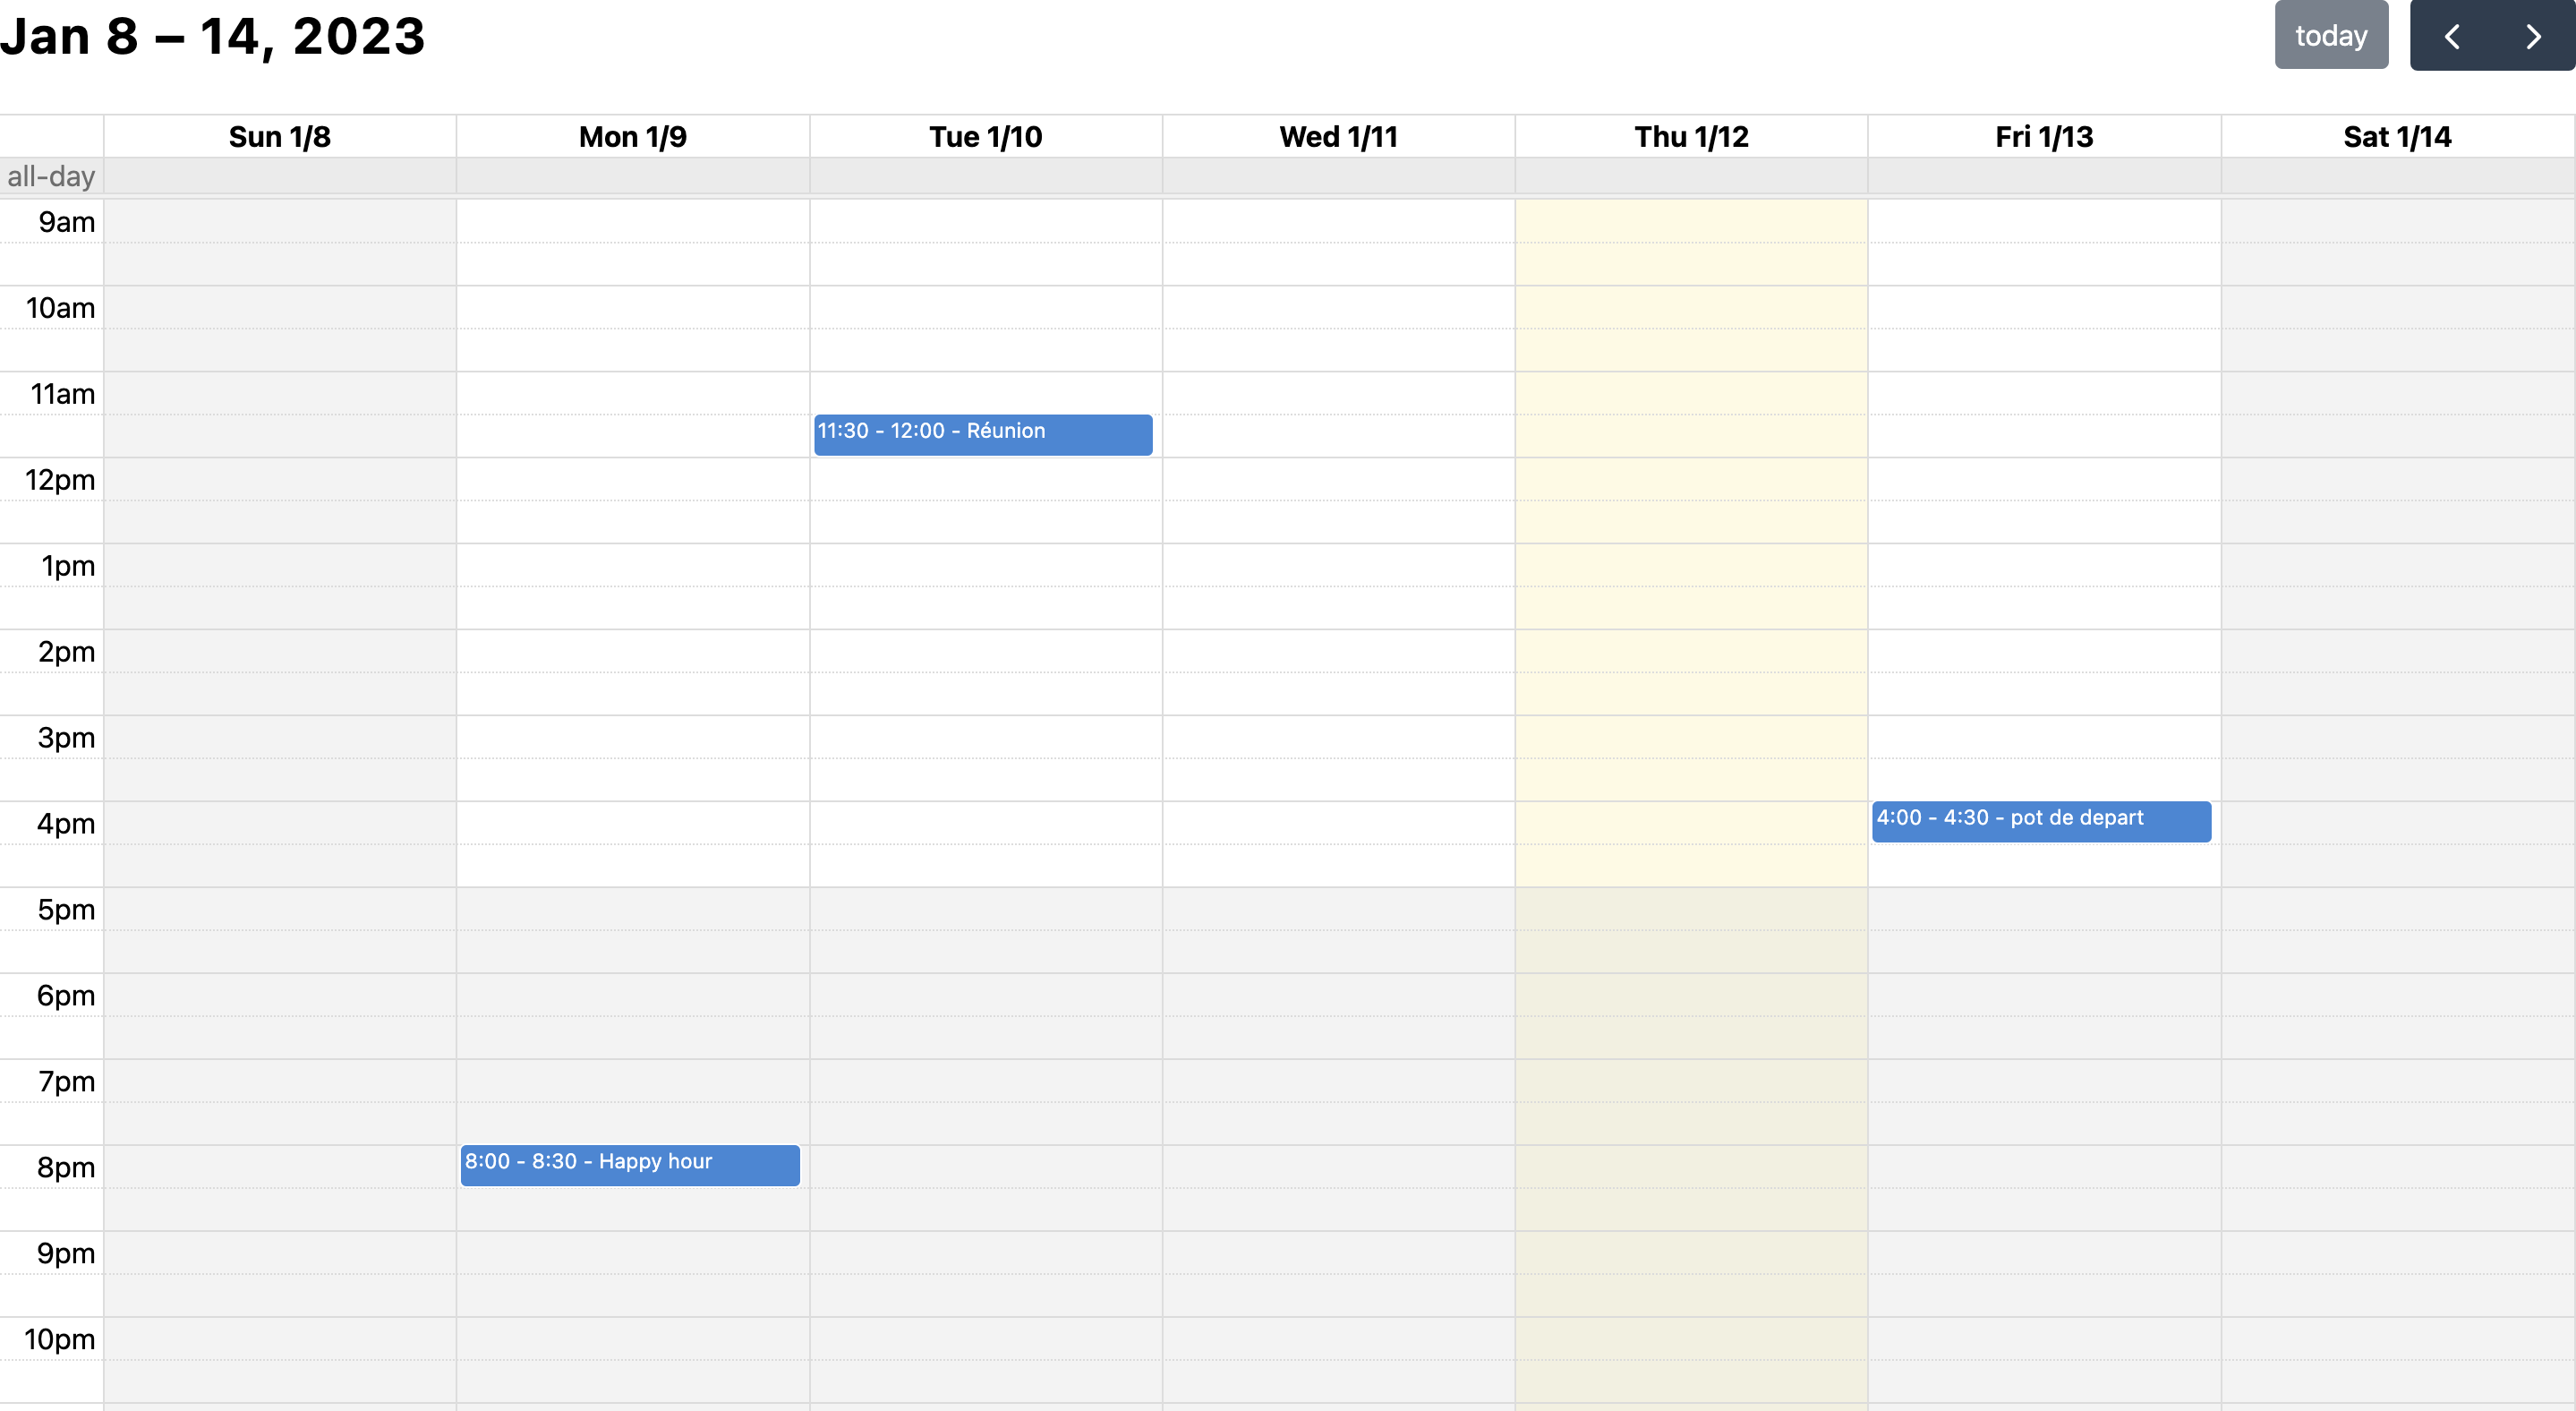 Jan 8 – 14, 2023
today
Sun 1/8
Mon 1/9
Tue 1/10
Wed 1/11
Thu 1/12
Fri 1/13
Sat 1/14
all-day
9am
10am
11am
11:30 - 12:00 - Réunion
12pm
1pm
2pm
3pm
4pm
4:00 - 4:30 - pot de depart
5pm
6pm
7pm
8pm
8:00 - 8:30 - Happy hour
9pm
10pm